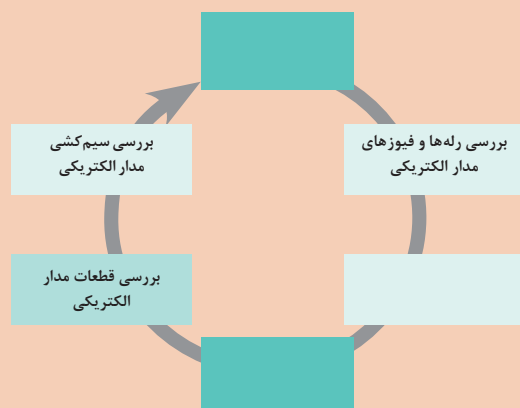 بررسی رله‌ها و فیوزهای
مدار الکتریکی
بررسی سیم‌کشی
مدار الکتریکی
بررسی قطعات مدار
الکتریکی